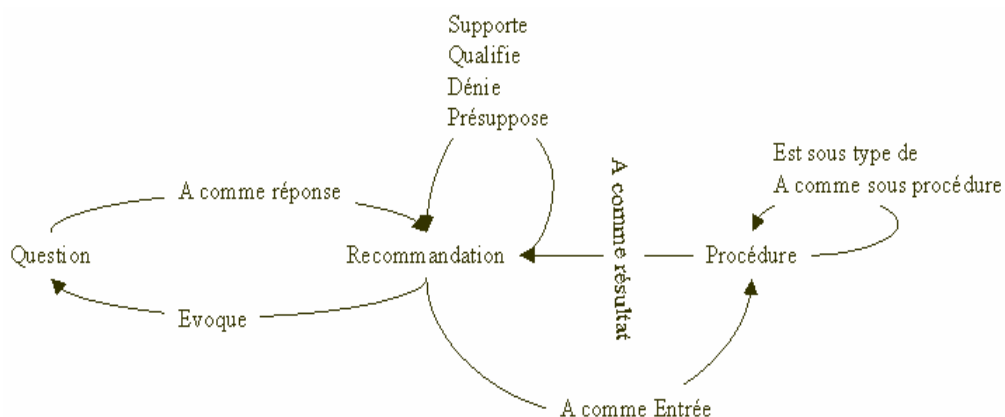 Supporte
Qualifie
Dénie
Présuppose
Est sous type de
A comme sous procédure
A comme réponse
A comme résultat
Question
Recommandation
Procédure
Evoque
A comme Entrée